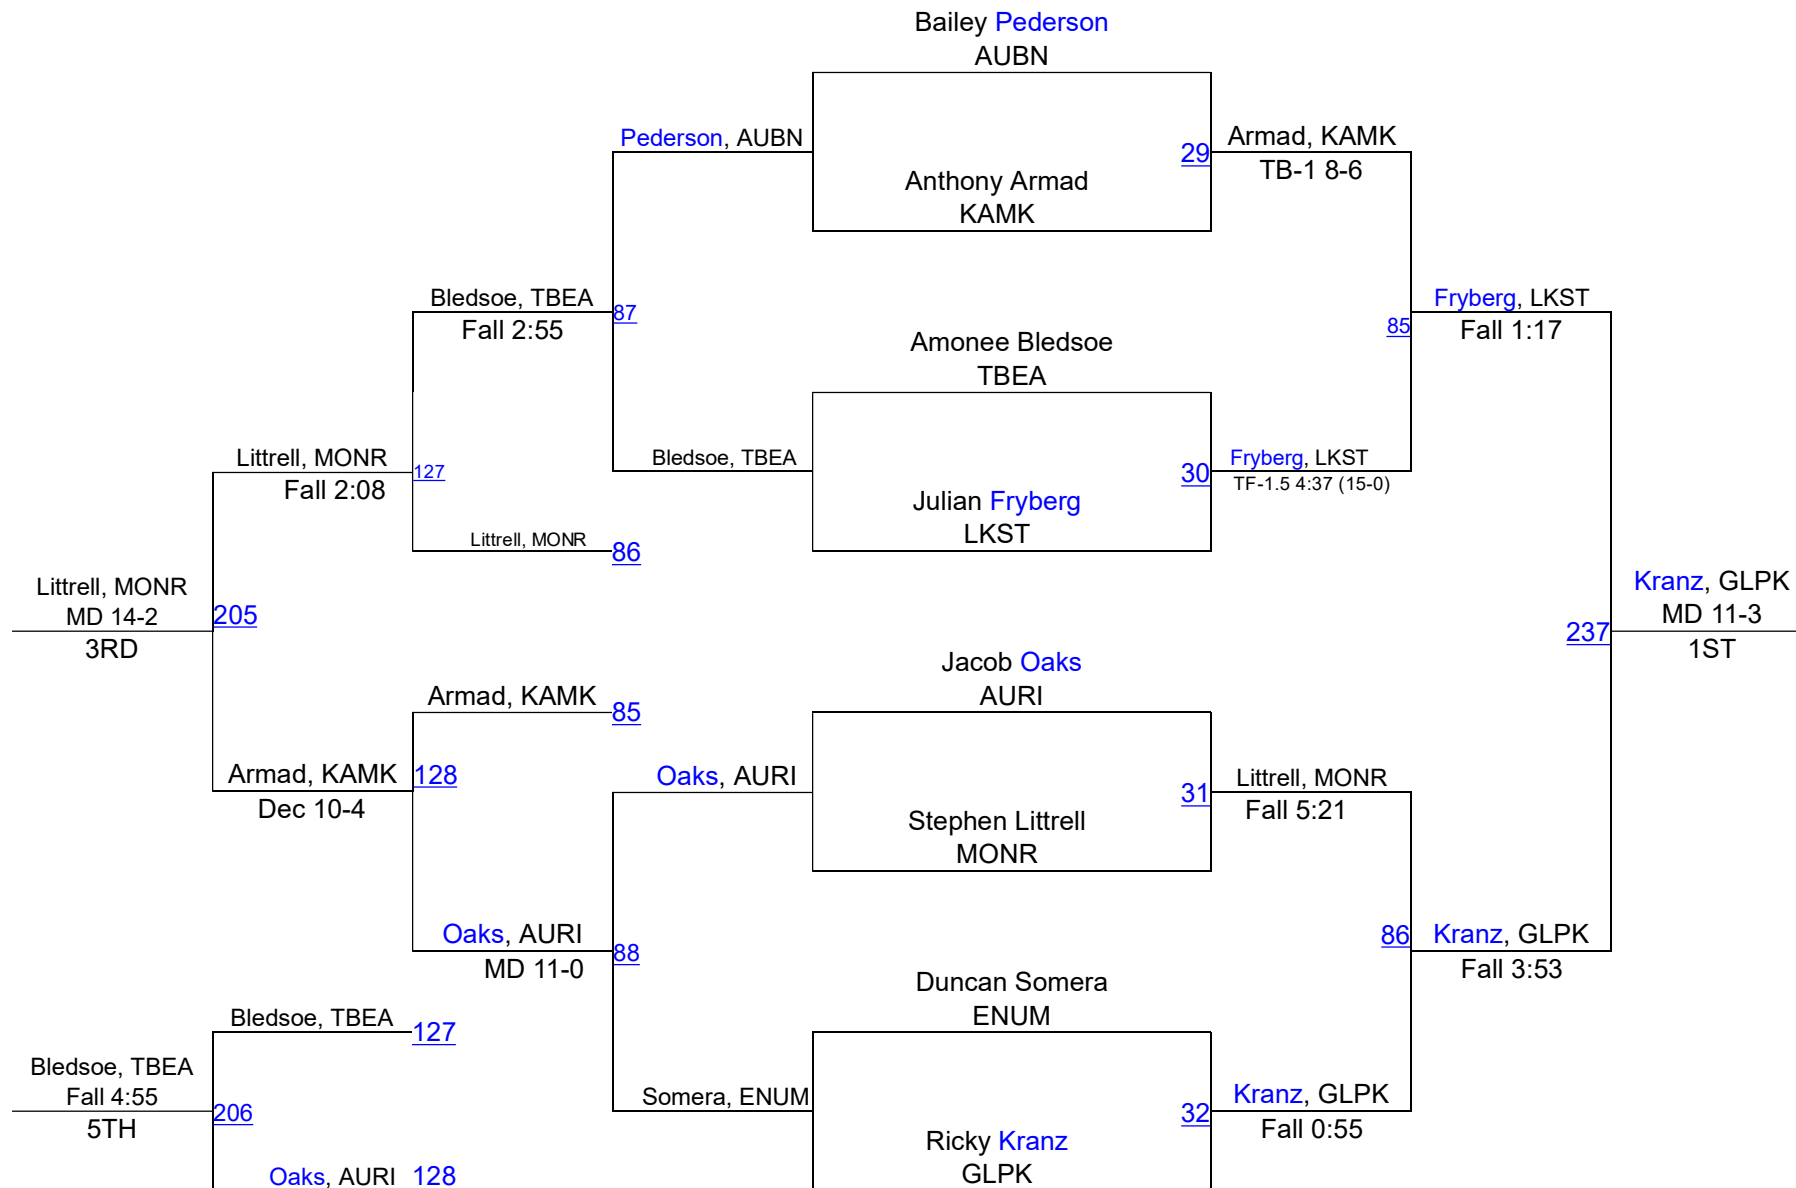 Bailey Pederson
AUBN
Pederson, AUBN
29
Armad, KAMK
TB-1 8-6
Anthony Armad
KAMK
Bledsoe, TBEA
Fall 2:55
87
85
Fryberg, LKST
Fall 1:17
Amonee Bledsoe
TBEA
Littrell, MONR
Fall 2:08
127
Bledsoe, TBEA
30
Fryberg, LKST
TF-1.5 4:37 (15-0)
Julian Fryberg
LKST
Littrell, MONR
86
Littrell, MONR
MD 14-2
3RD
205
237
Kranz, GLPK
MD 11-3
1ST
Jacob Oaks
AURI
Armad, KAMK
85
Armad, KAMK
Dec 10-4
128
Oaks, AURI
31
Littrell, MONR
Fall 5:21
Stephen Littrell
MONR
Oaks, AURI
MD 11-0
88
86
Kranz, GLPK
Fall 3:53
Duncan Somera
ENUM
Bledsoe, TBEA
127
Bledsoe, TBEA
Fall 4:55
5TH
206
Somera, ENUM
32
Kranz, GLPK
Fall 0:55
Ricky Kranz
GLPK
Oaks, AURI
128